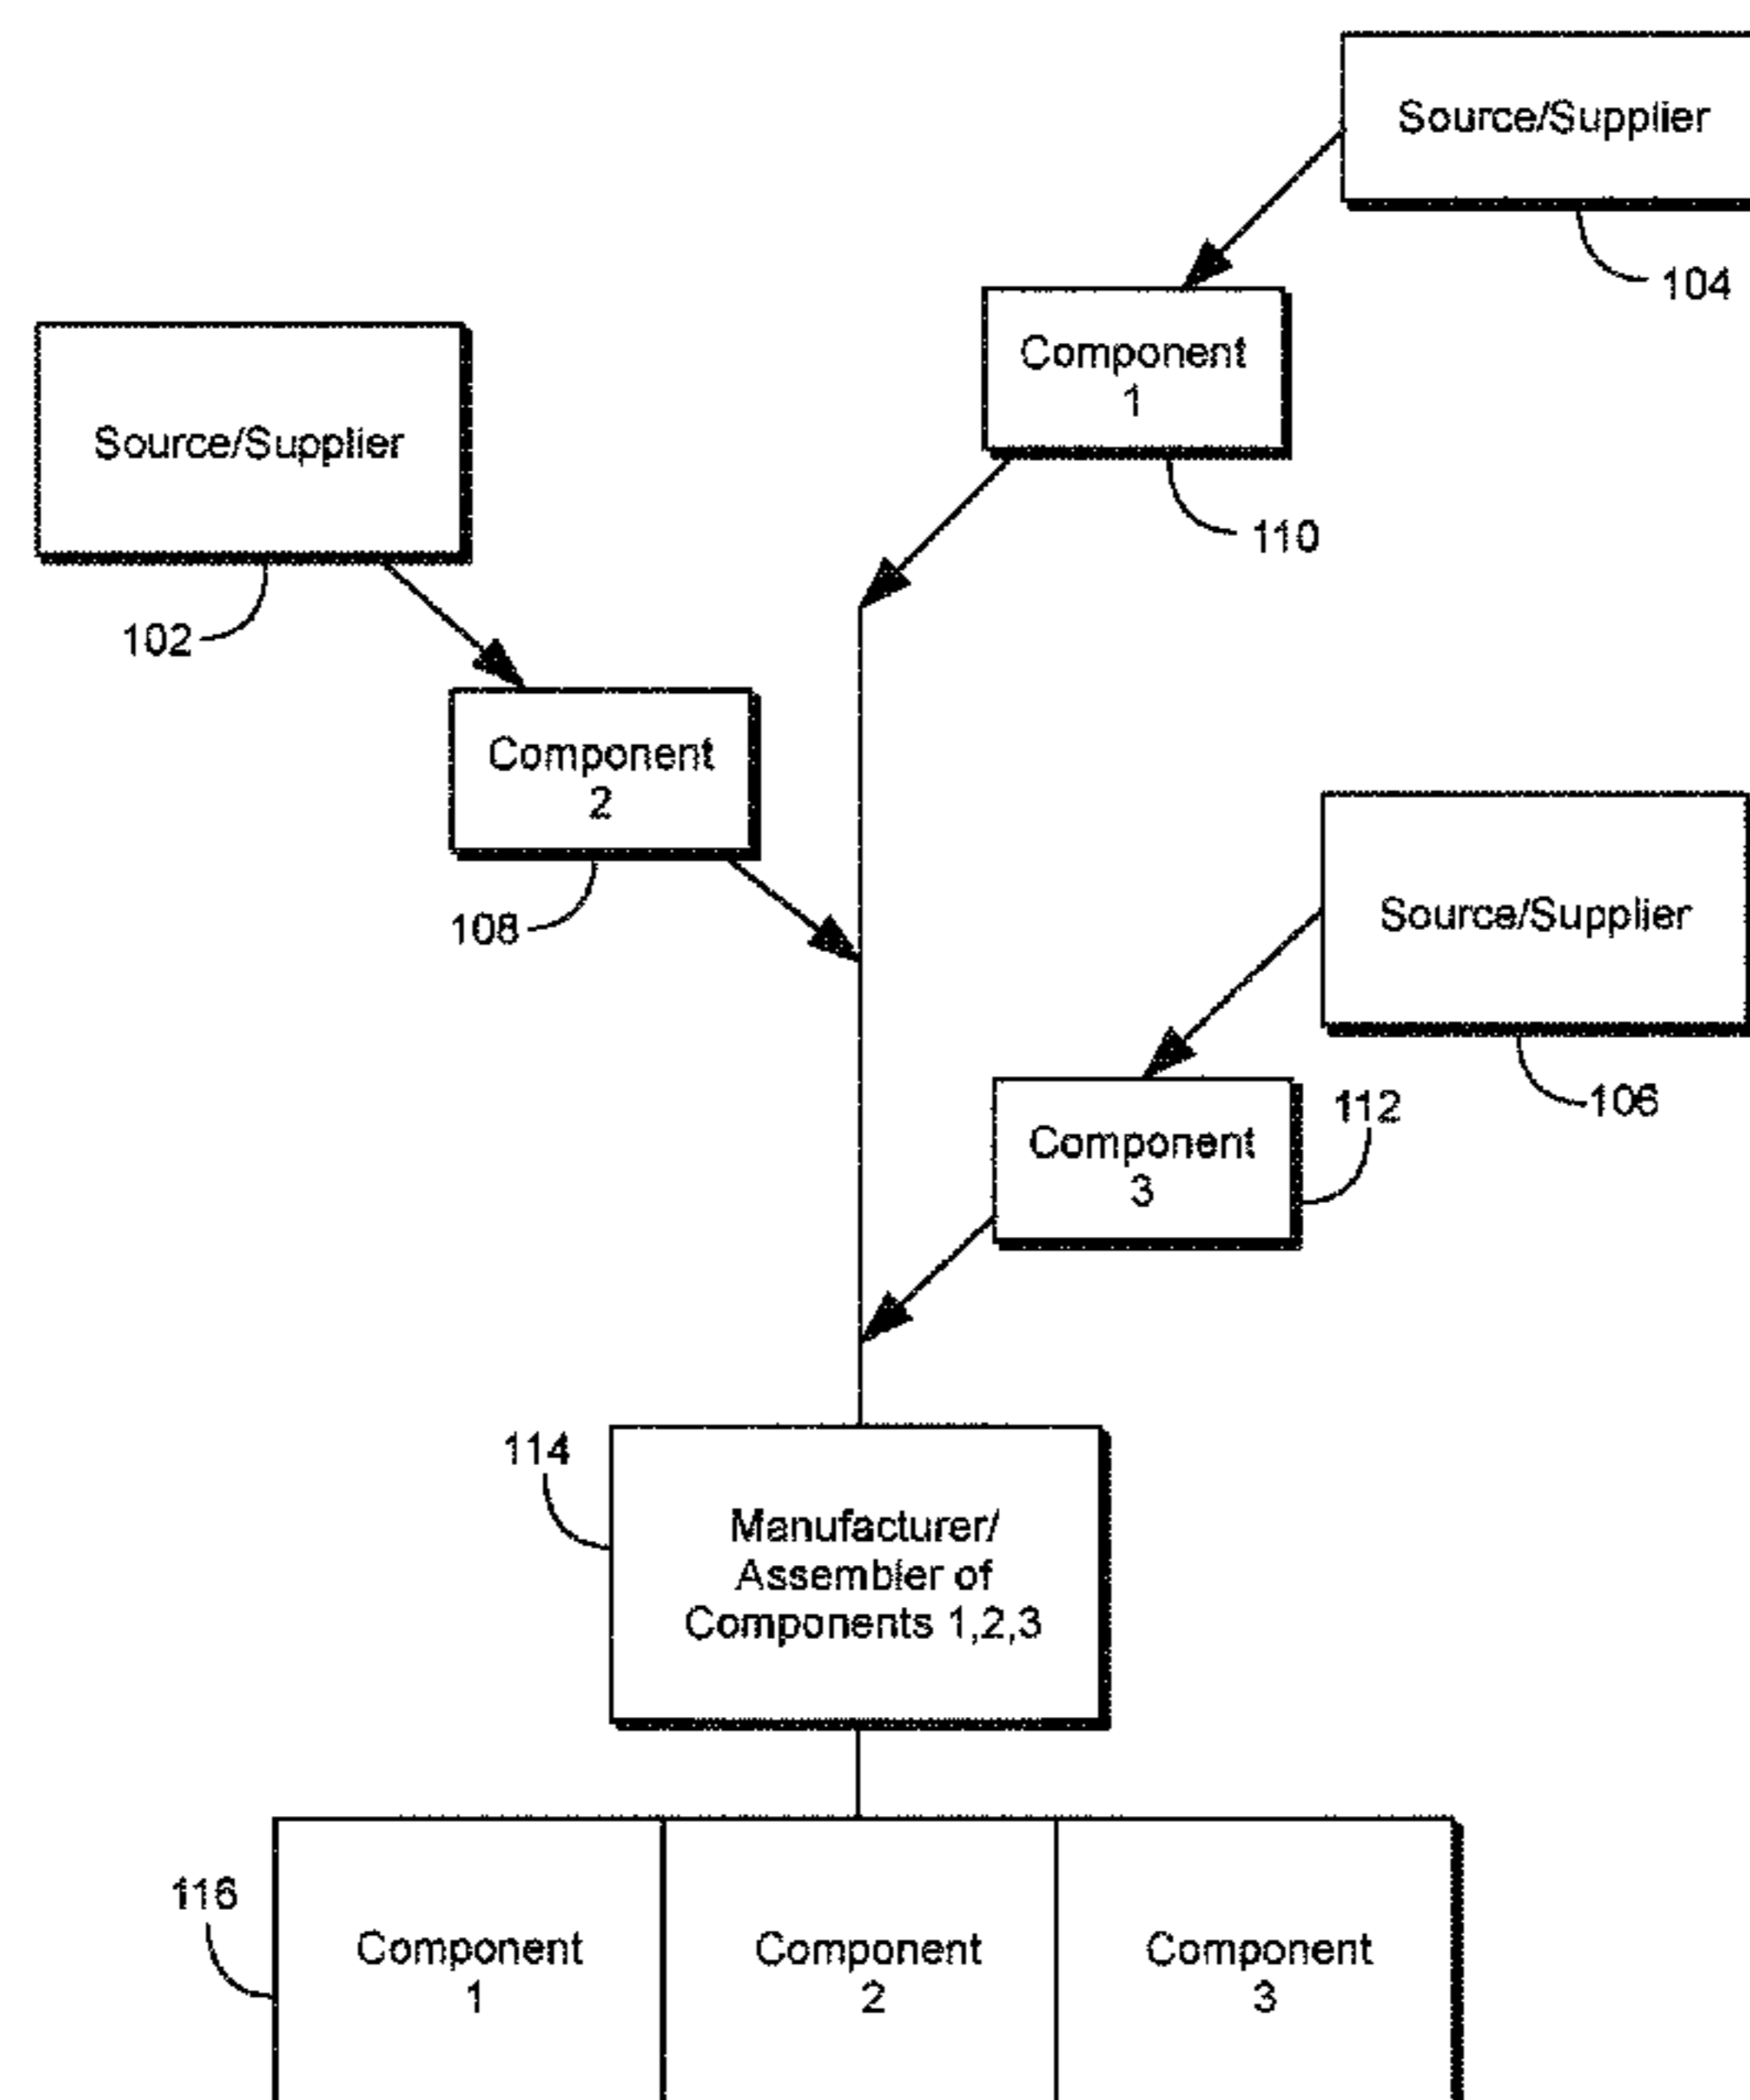 Source/Supplier
104
Component
1
110
Source/Supplier
102
Component
2
108
Source/Supplier
106
112
Component
3
114
Manufacturer/
Assembler of
Components 1,2,3
116
Component
1
Component
2
Component
3